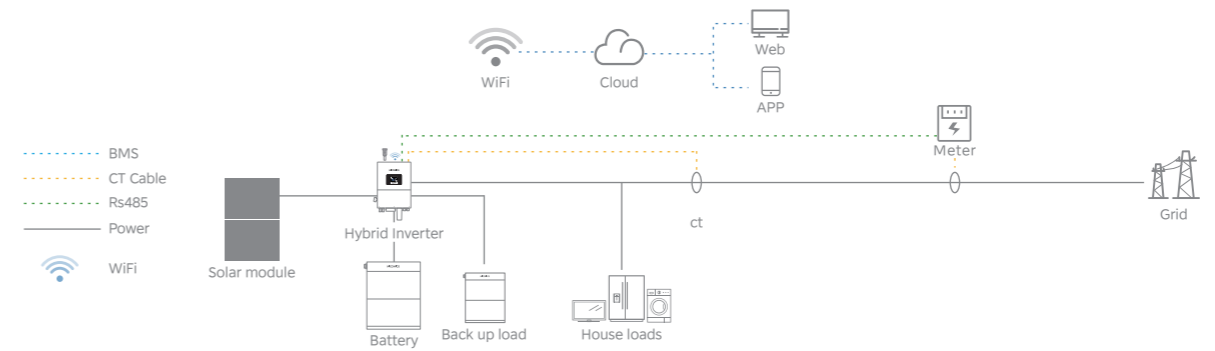 Web
WiFi
Cloud
APP
BMS
CT Cable
Rs485
Power
WiFi
Meter
Solar module
Hybrid Inverter
Battery
Back up load
House loads
ct
Grid